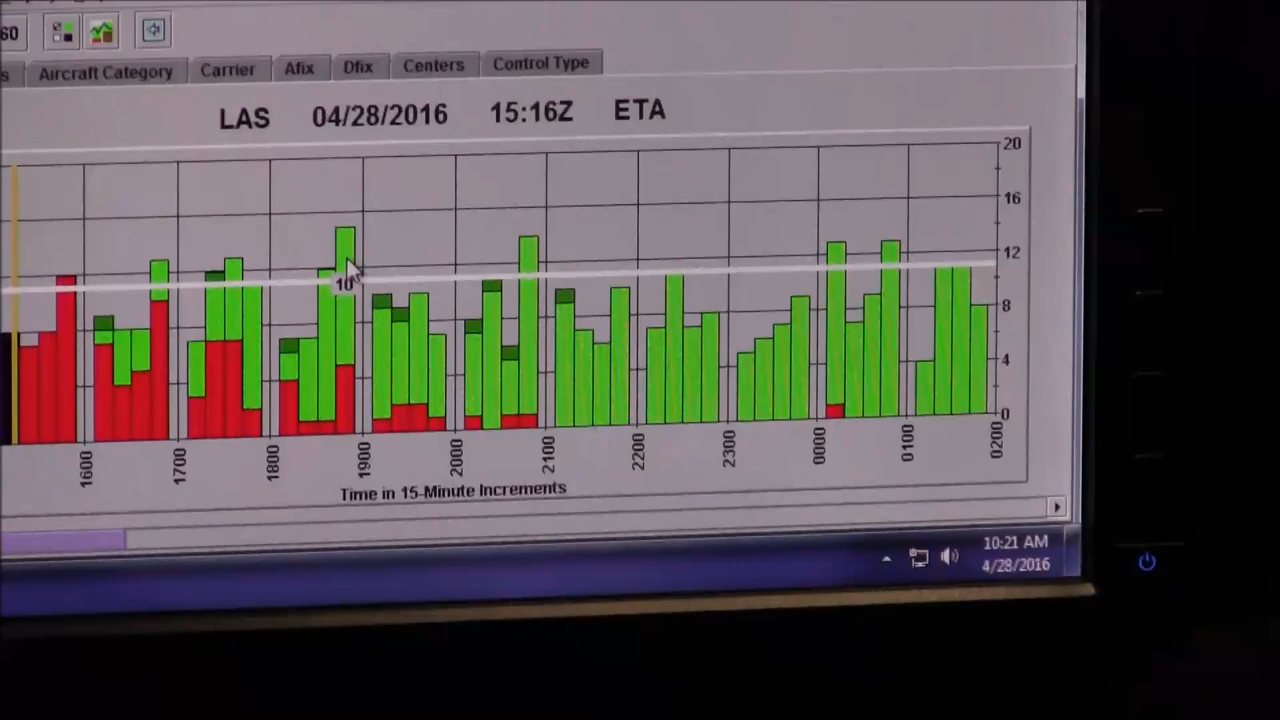 60
s Aircraft Category Carrier Afix Dfix Centers Control Type
LAS 04/28/2016 15:16Z ETA
20
16
12
8
4
0
10
1600 1700 1800 1900 2000 2100 2200 2300 0000 0100 0200
Time in 15-Minute Increments
10:21 AM
4/28/2016